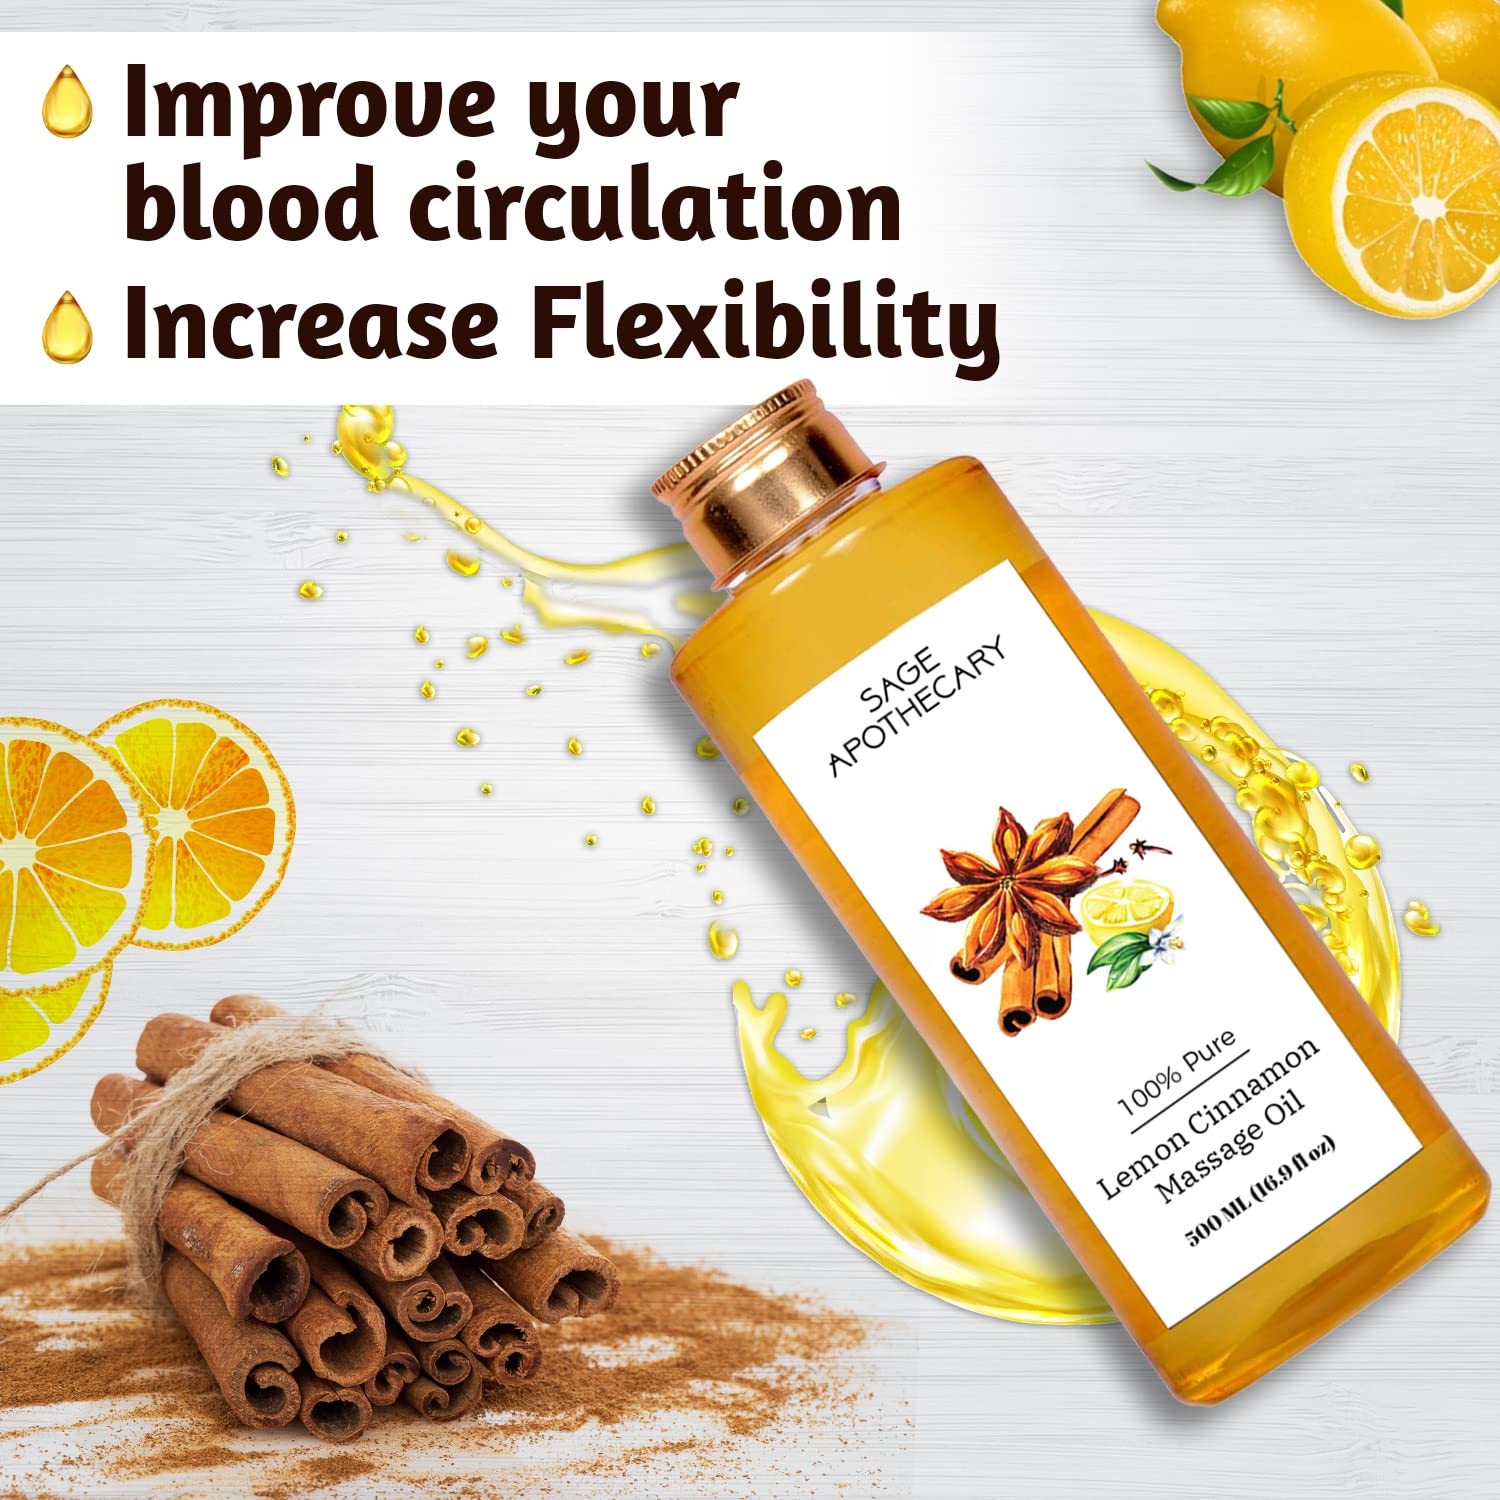 Improve your
blood circulation
Increase Flexibility
SAGE
APOTHECARY
100% Pure
Lemon Cinnamon
Massage Oil
500 ML (16.9 fl oz)